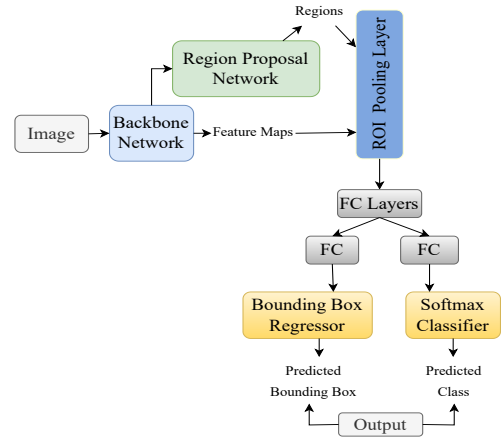 Regions
Region Proposal
Network
ROI Pooling Layer
Image
Backbone
Network
Feature Maps
FC Layers
FC
FC
Bounding Box
Regressor
Softmax
Classifier
Predicted
Bounding Box
Predicted
Class
Output